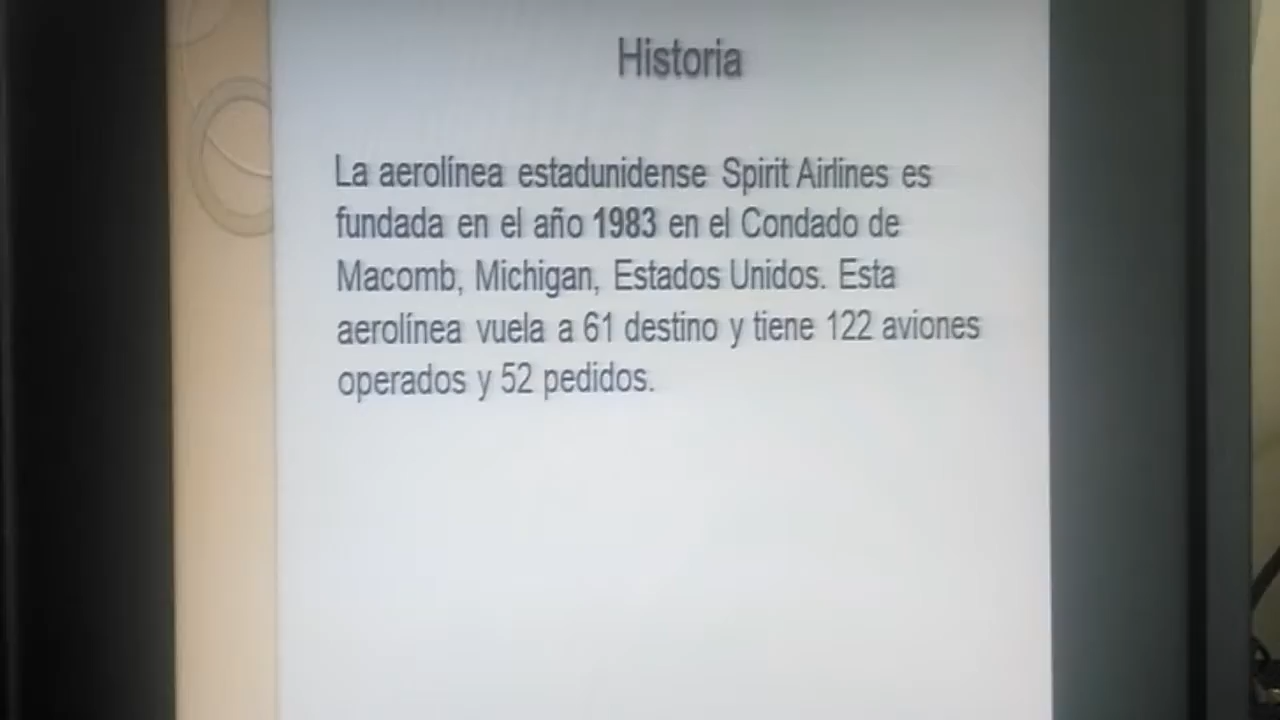 Historia
La aerolínea estadunidense Spirit Airlines es
fundada en el año 1983 en el Condado de
Macomb, Michigan, Estados Unidos. Esta
aerolínea vuela a 61 destino y tiene 122 aviones
operados y 52 pedidos.